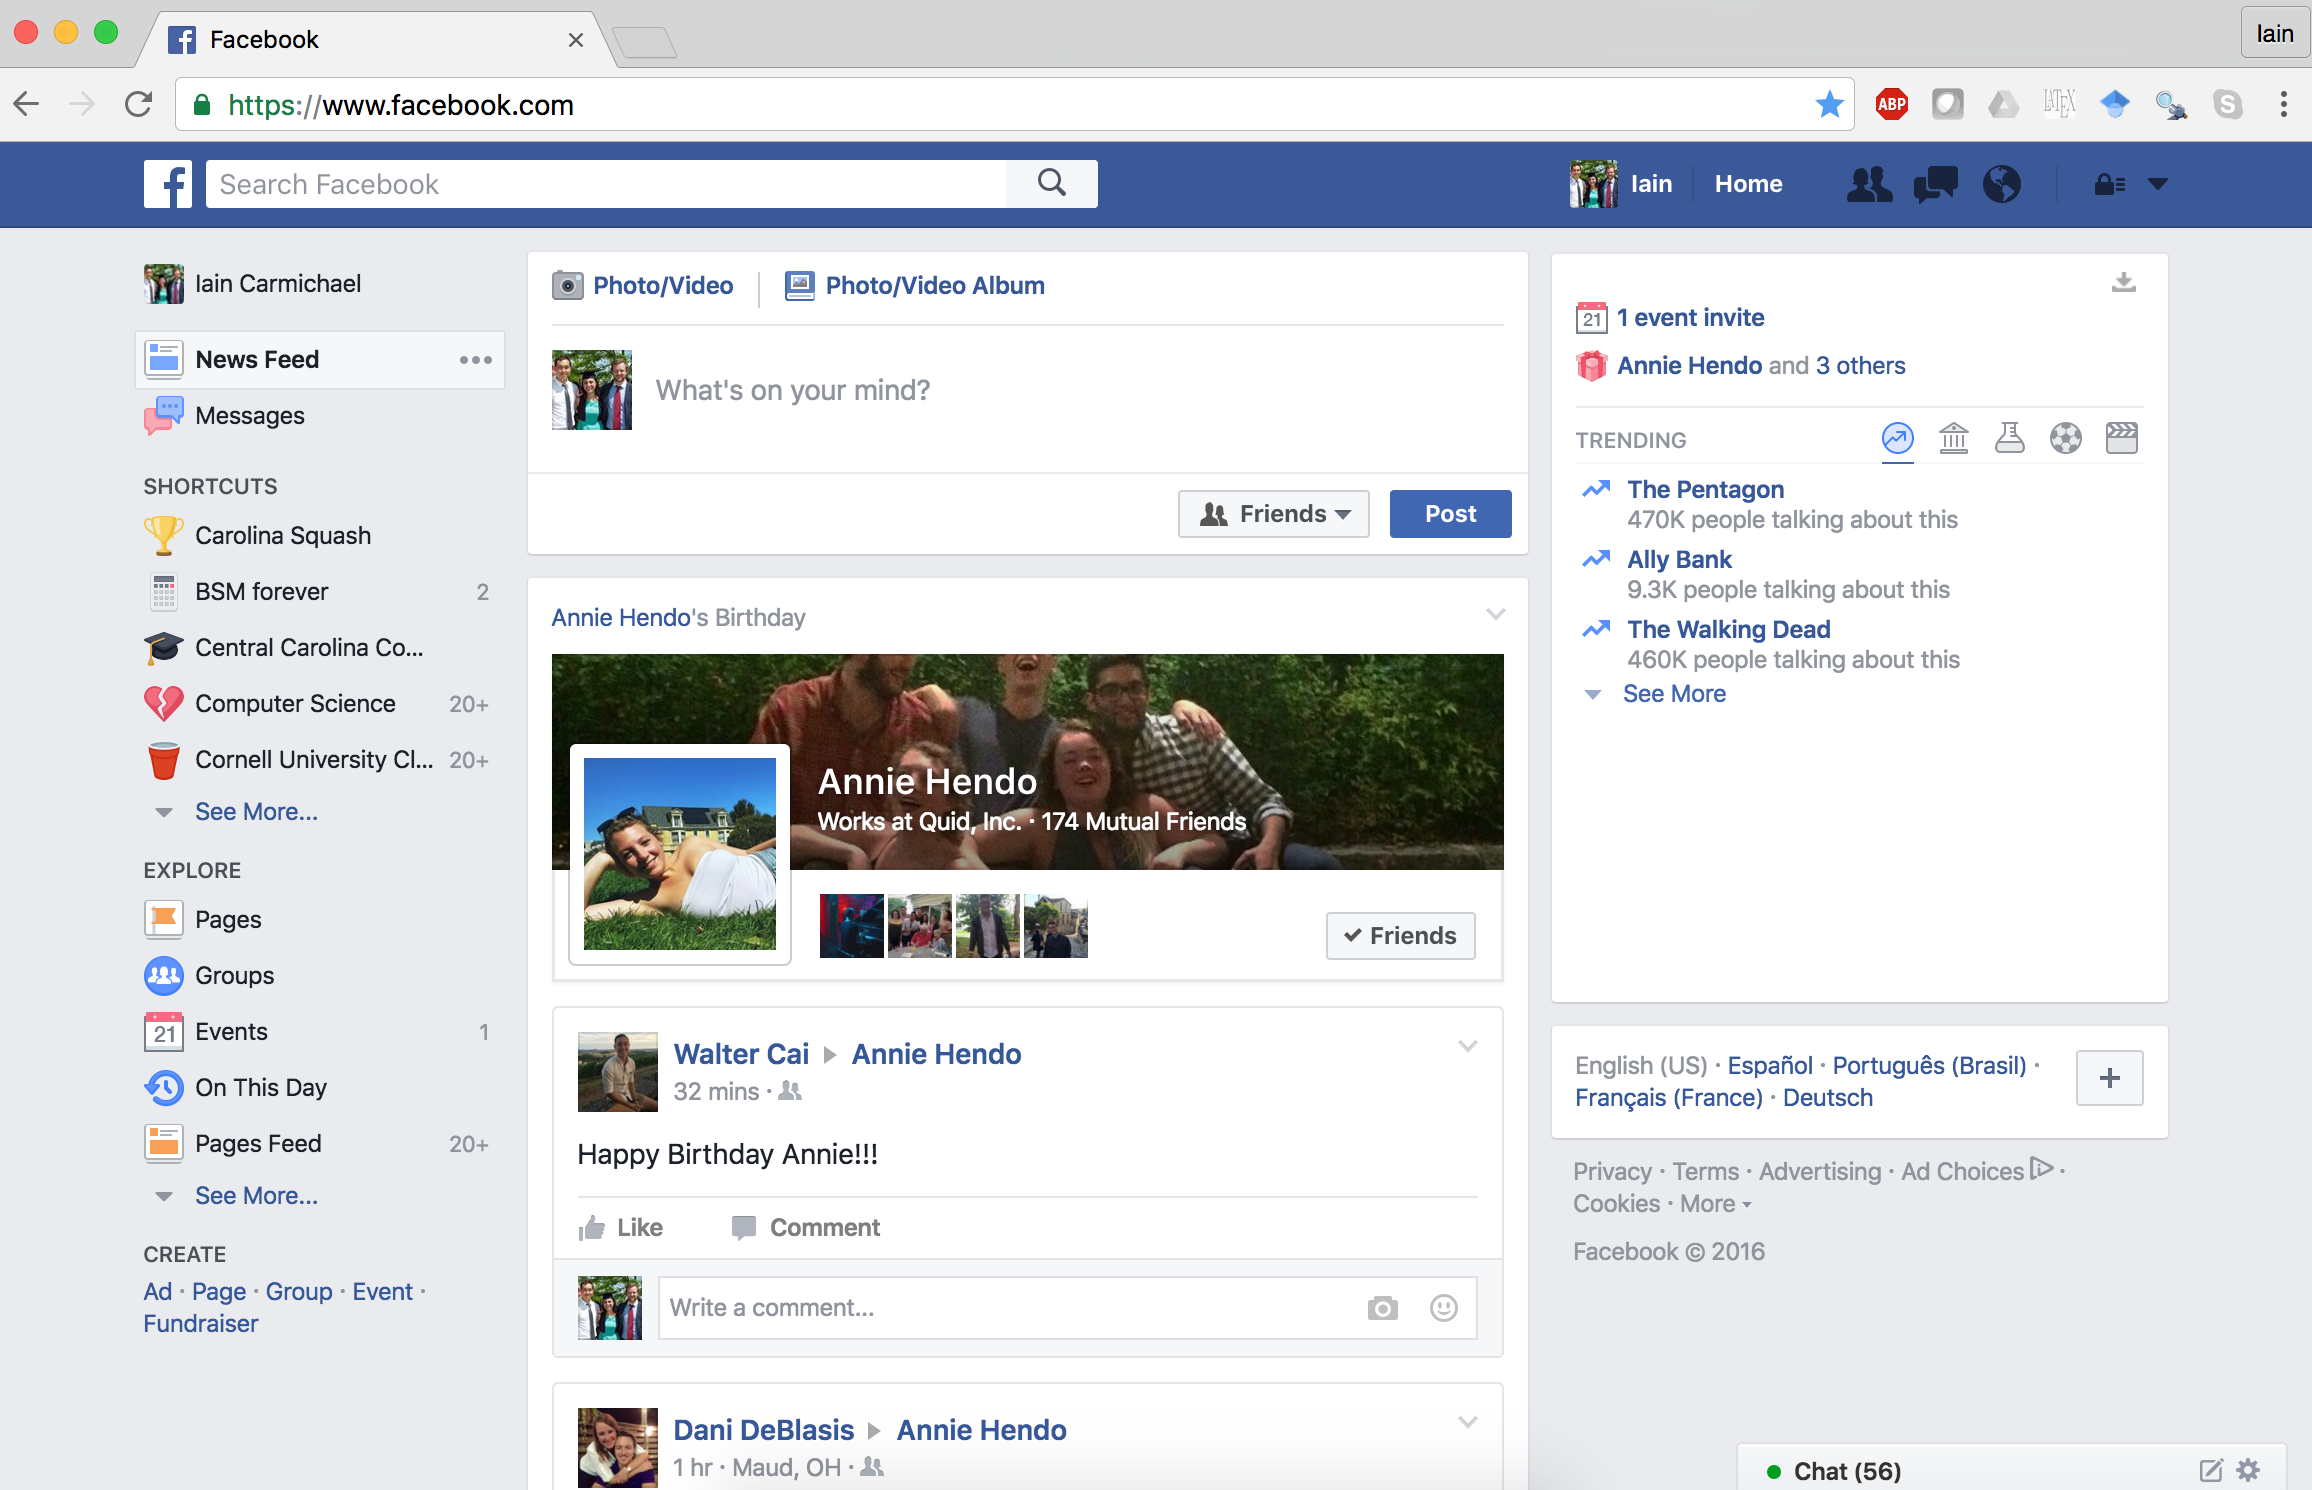 Facebook
Iain
https://www.facebook.com
ABP
LATEX
S
f
Search Facebook
Iain
Home
Iain Carmichael
News Feed
Messages
SHORTCUTS
Carolina Squash
BSM forever 2
Central Carolina Co...
Computer Science 20+
Cornell University Cl... 20+
See More...
EXPLORE
Pages
Groups
21 Events 1
On This Day
Pages Feed 20+
See More...
CREATE
Ad · Page · Group · Event ·
Fundraiser
Photo/Video
Photo/Video Album
What's on your mind?
Friends
Post
Annie Hendo's Birthday
Annie Hendo
Works at Quid, Inc. · 174 Mutual Friends
Friends
Walter Cai Annie Hendo
32 mins ·
Happy Birthday Annie!!!
Like Comment
Write a comment...
Dani DeBlasis Annie Hendo
1 hr · Maud, OH ·
21 1 event invite
Annie Hendo and 3 others
TRENDING
The Pentagon
470K people talking about this
Ally Bank
9.3K people talking about this
The Walking Dead
460K people talking about this
See More
English (US) · Español · Português (Brasil) ·
Français (France) · Deutsch
+
Privacy · Terms · Advertising · Ad Choices ·
Cookies · More
Facebook © 2016
Chat (56)